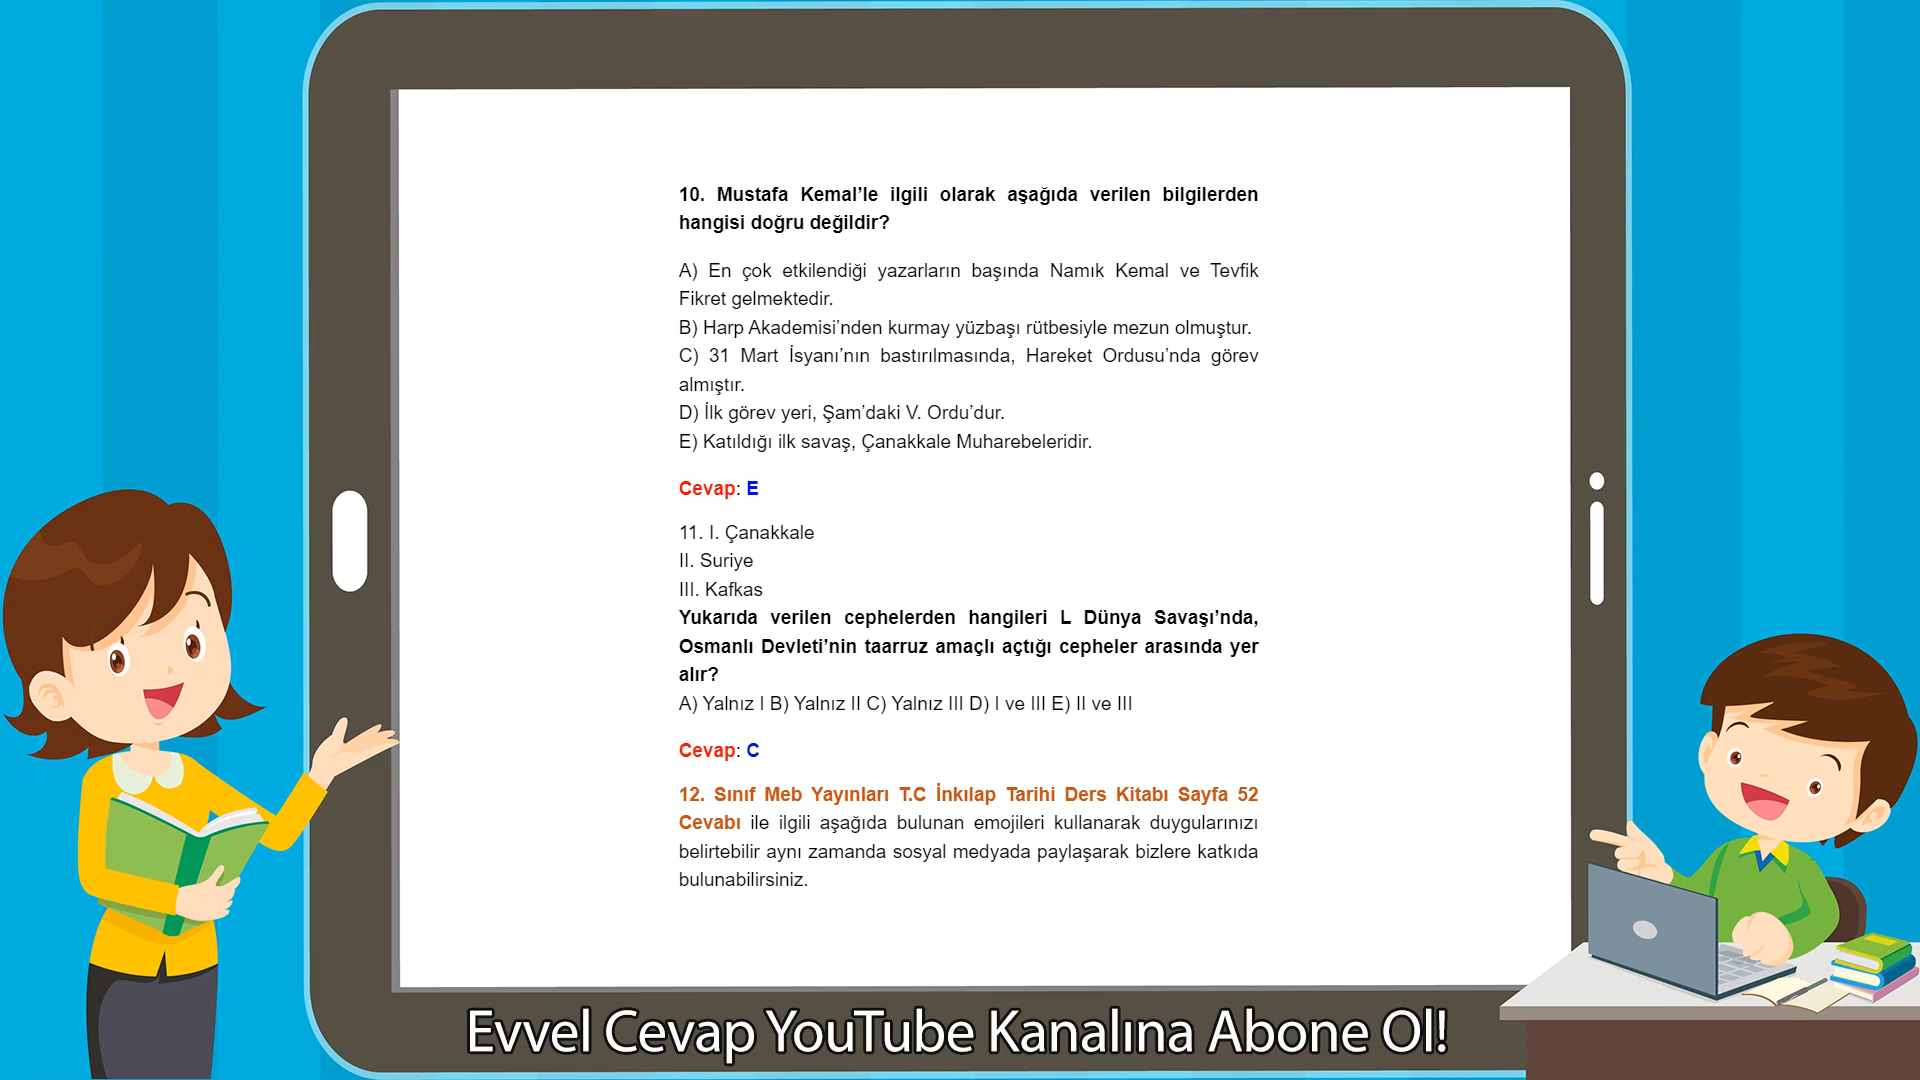 10. Mustafa Kemal’le ilgili olarak aşağıda verilen bilgilerden
hangisi doğru değildir?
A) En çok etkilendiği yazarların başında Namık Kemal ve Tevfik
Fikret gelmektedir.
B) Harp Akademisi’nden kurmay yüzbaşı rütbesiyle mezun olmuştur.
C) 31 Mart İsyanı’nın bastırılmasında, Hareket Ordusu’nda görev
almıştır.
D) İlk görev yeri, Şam’daki V. Ordu’dur.
E) Katıldığı ilk savaş, Çanakkale Muharebeleridir.
Cevap: E
11. I. Çanakkale
II. Suriye
III. Kafkas
Yukarıda verilen cephelerden hangileri L Dünya Savaşı’nda,
Osmanlı Devleti’nin taarruz amaçlı açtığı cepheler arasında yer
alır?
A) Yalnız I B) Yalnız II C) Yalnız III D) I ve III E) II ve III
Cevap: C
12. Sınıf Meb Yayınları T.C İnkılap Tarihi Ders Kitabı Sayfa 52
Cevabı ile ilgili aşağıda bulunan emojileri kullanarak duygularınızı
belirtebilir aynı zamanda sosyal medyada paylaşarak bizlere katkıda
bulunabilirsiniz.
Evvel Cevap YouTube Kanalına Abone Ol!